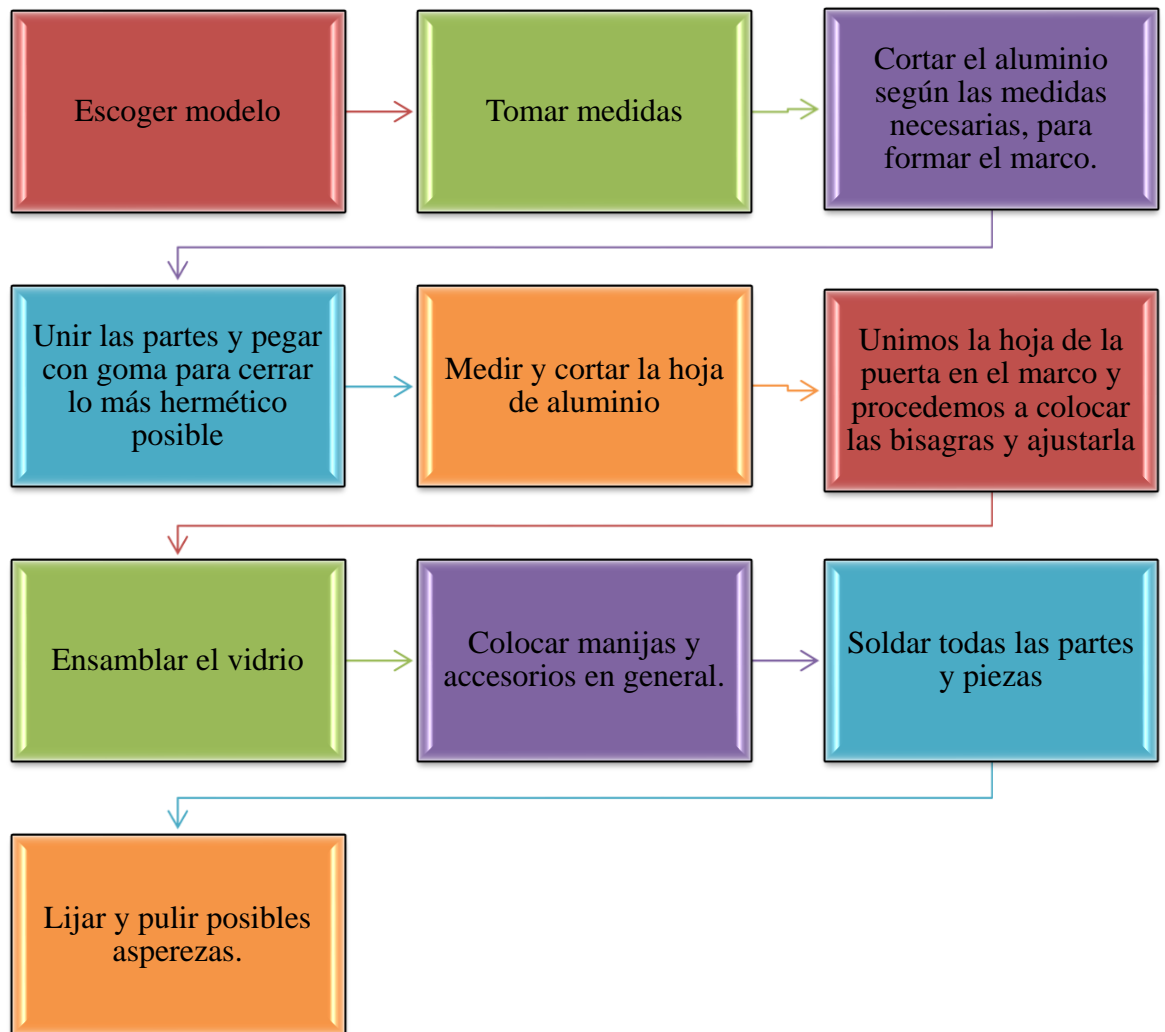 Escoger modelo
Tomar medidas
Cortar el aluminio
según las medidas
necesarias, para
formar el marco.
Unir las partes y pegar
con goma para cerrar
lo más hermético
posible
Medir y cortar la hoja
de aluminio
Unimos la hoja de la
puerta en el marco y
procedemos a colocar
las bisagras y ajustarla
Ensamblar el vidrio
Colocar manijas y
accesorios en general.
Soldar todas las partes
y piezas
Lijar y pulir posibles
asperezas.